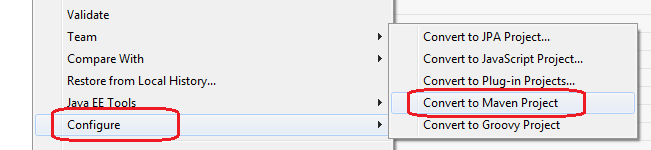 Validate
Team
Compare With
Restore from Local History...
Java EE Tools
Configure
Convert to JPA Project...
Convert to JavaScript Project...
Convert to Plug-in Projects...
Convert to Maven Project
Convert to Groovy Project